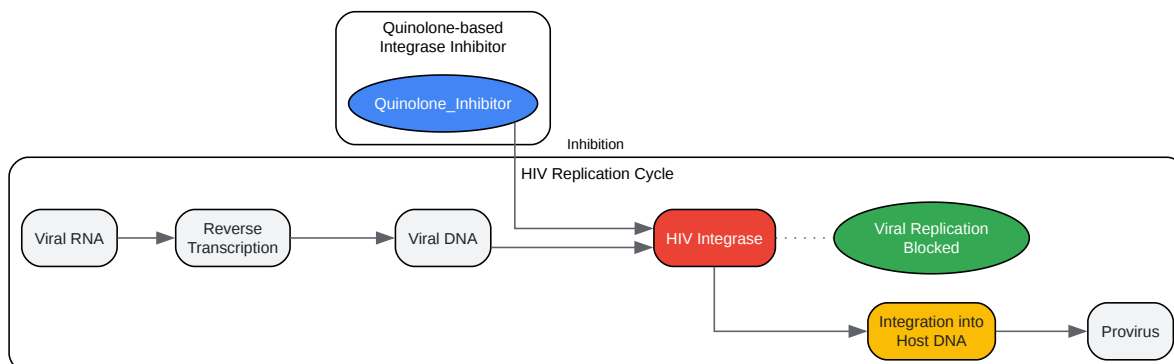 Quinolone-based
Integrase Inhibitor
Quinolone_Inhibitor
Inhibition
HIV Replication Cycle
Viral RNA
Reverse
Transcription
Viral DNA
HIV Integrase
Viral Replication
Blocked
Integration into
Host DNA
Provirus